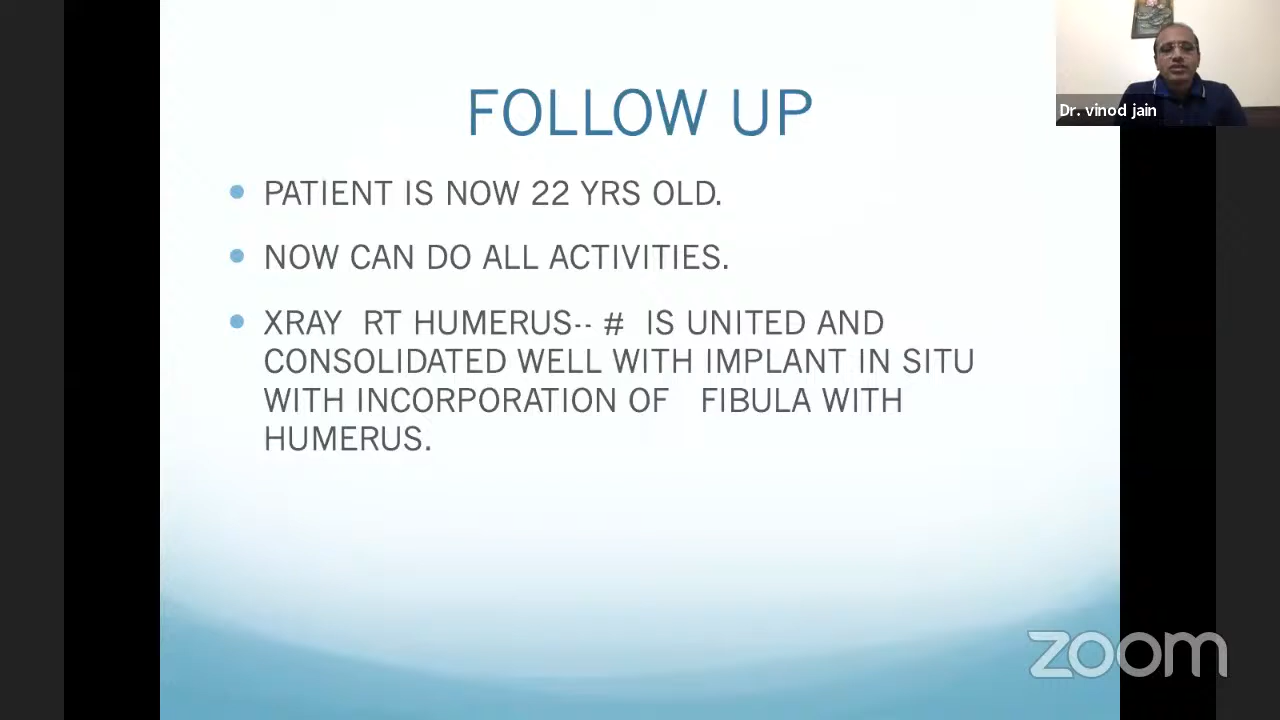 FOLLOW UP
Dr. vinod jain
PATIENT IS NOW 22 YRS OLD.
NOW CAN DO ALL ACTIVITIES.
XRAY RT HUMERUS-- # IS UNITED AND
CONSOLIDATED WELL WITH IMPLANT IN SITU
WITH INCORPORATION OF FIBULA WITH
HUMERUS.
zoom